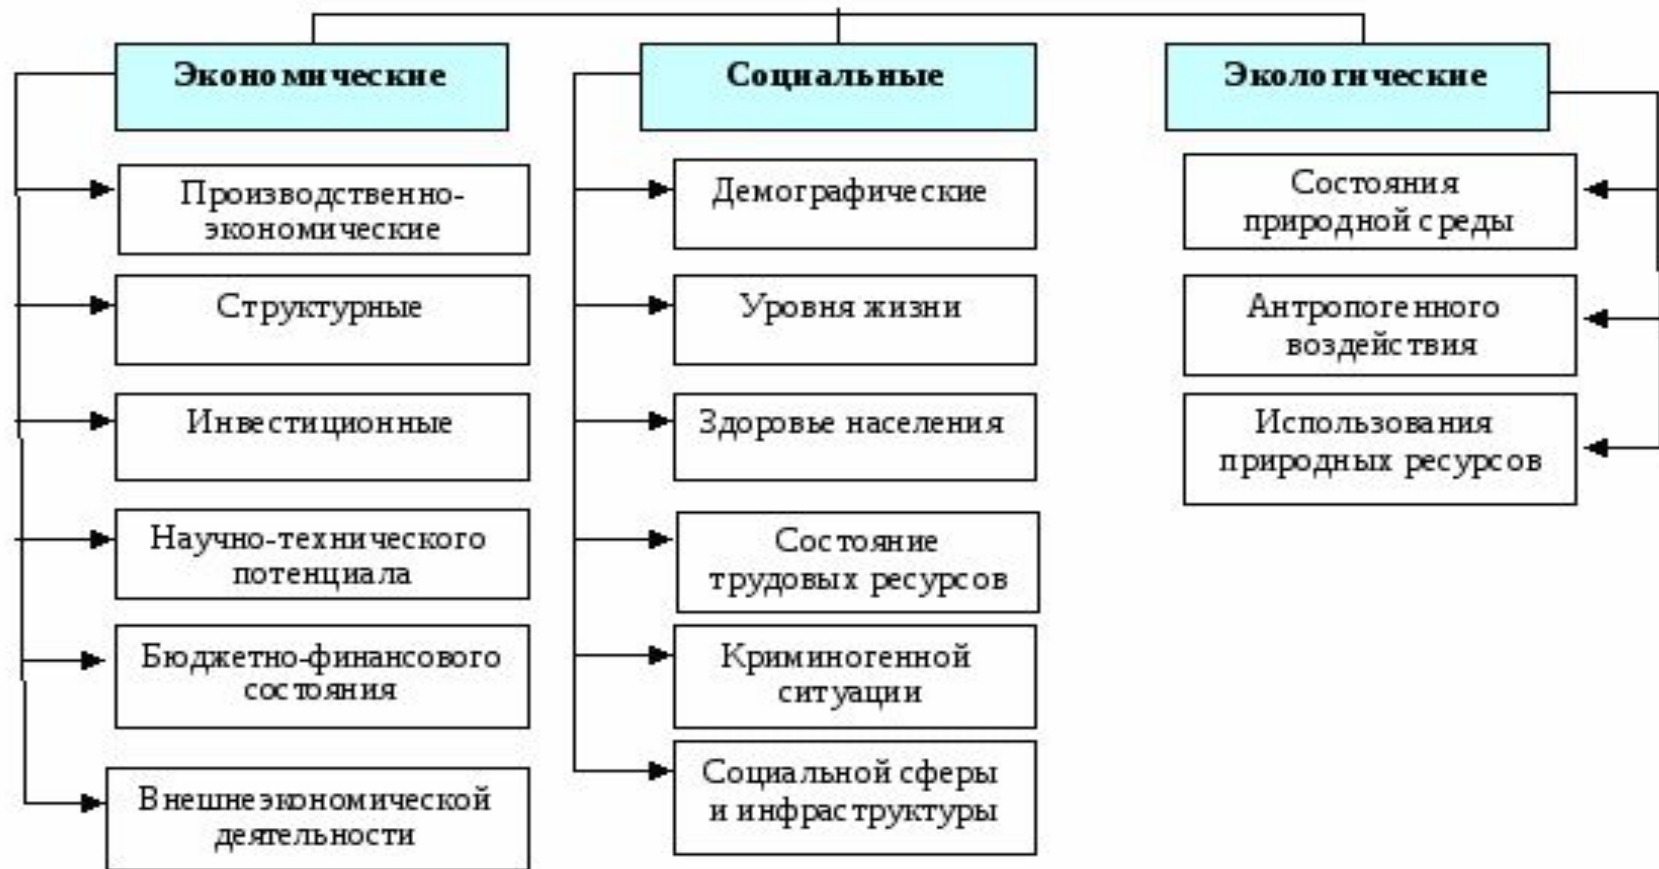 Экономические
Производственно-
экономические
Структурные
Инвестиционные
Научно-технического
потенциала
Бюджетно-финансового
состояния
Внешнеэкономической
деятельности
Социальные
Демографические
Уровня жизни
Здоровье населения
Состояние
трудовых ресурсов
Криминогенной
ситуации
Социальной сферы
и инфраструктуры
Экологические
Состояния
природной среды
Антропогенного
воздействия
Использования
природных ресурсов